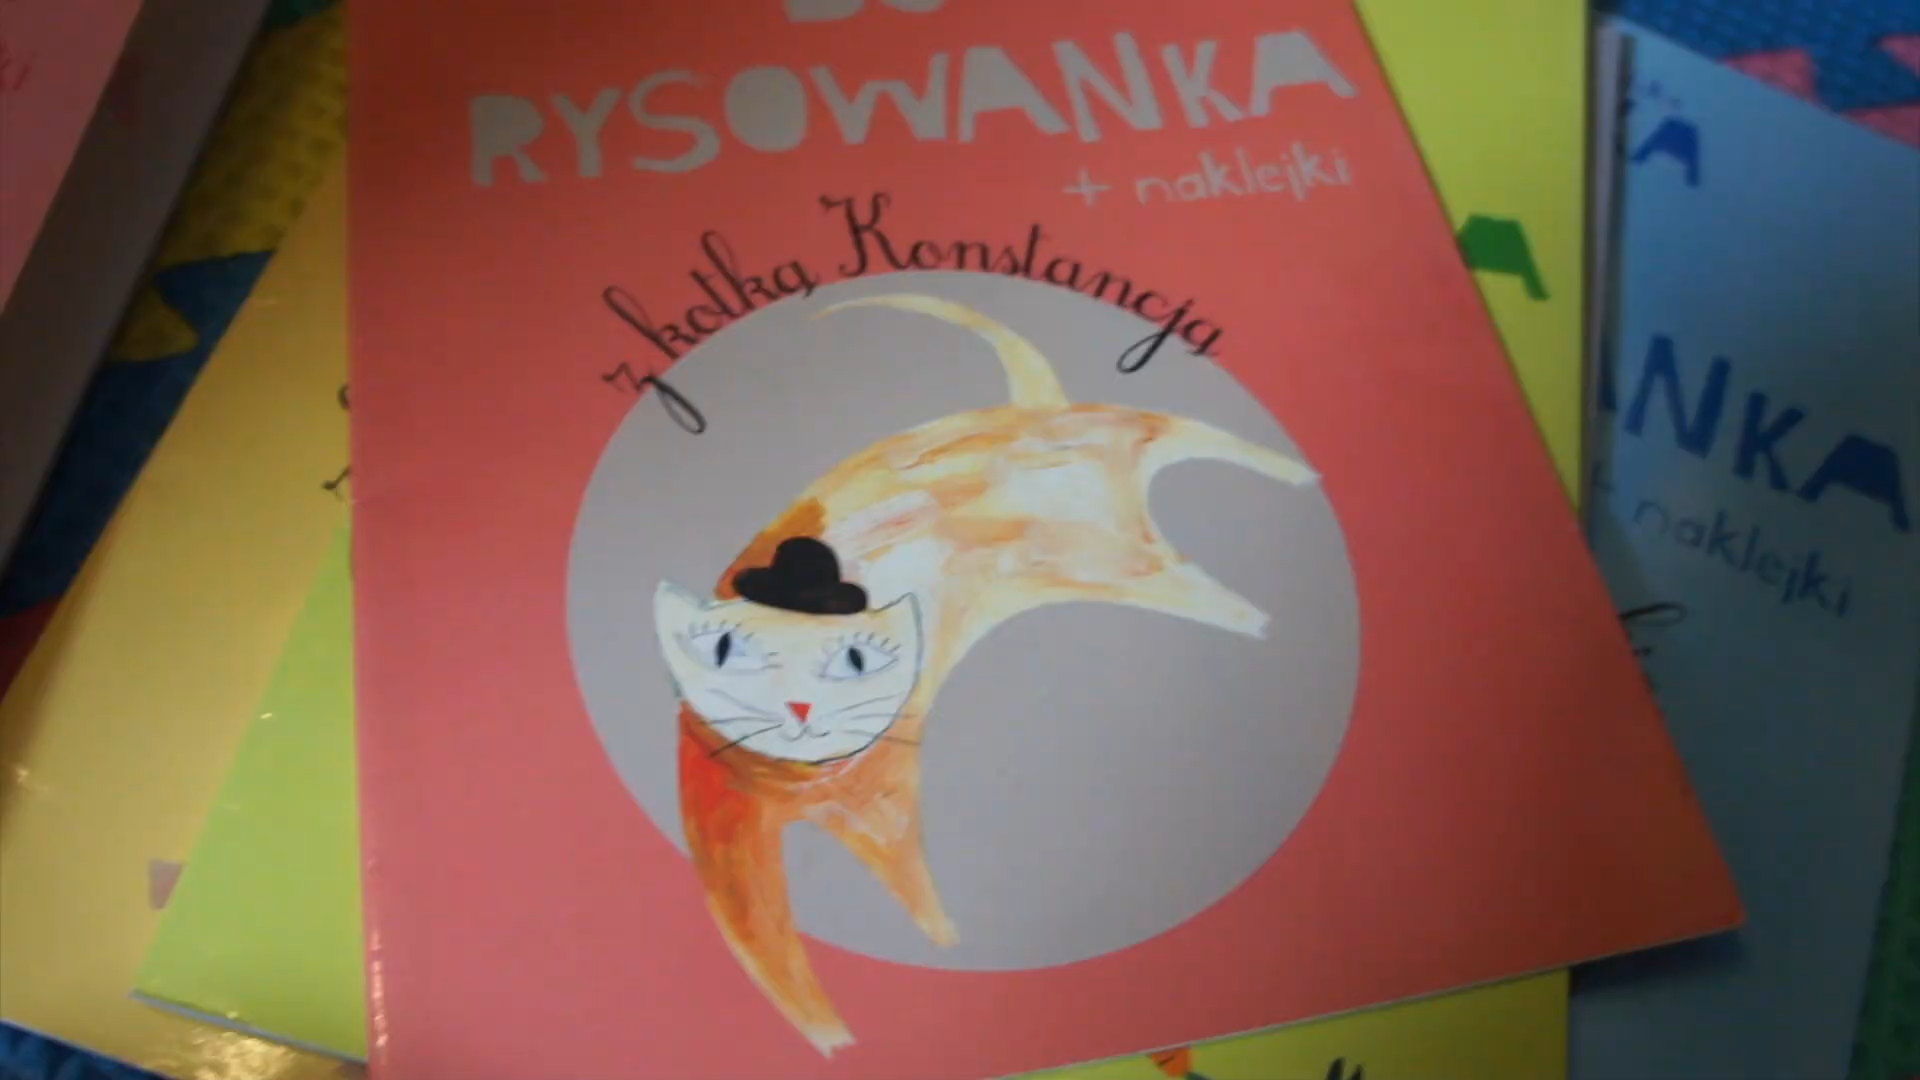 RYSOWANKA
+ naklejki
z kotką Konstancją
A
A
NKA
+ naklejki